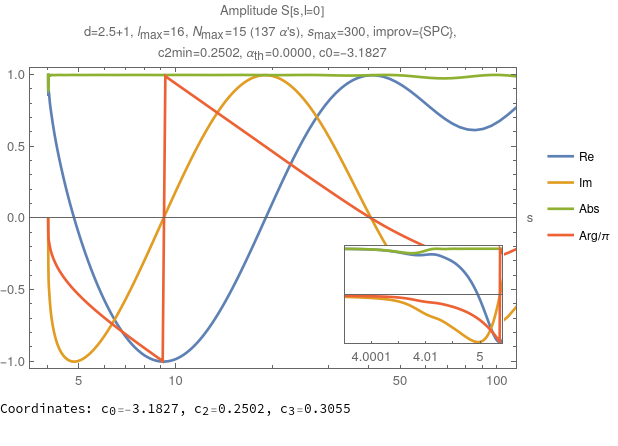 Amplitude S[s,l=0]
d=2.5+1, lmax=16, Nmax=15 (137 α's), smax=300, improv={SPC},
c2min=0.2502, αth=0.0000, c0=-3.1827
1.0
0.5
0.0
-0.5
-1.0
5
10
50
100
s
Re
Im
Abs
Arg/π
4.0001
4.01
5
Coordinates: c0=-3.1827, c2=0.2502, c3=0.3055